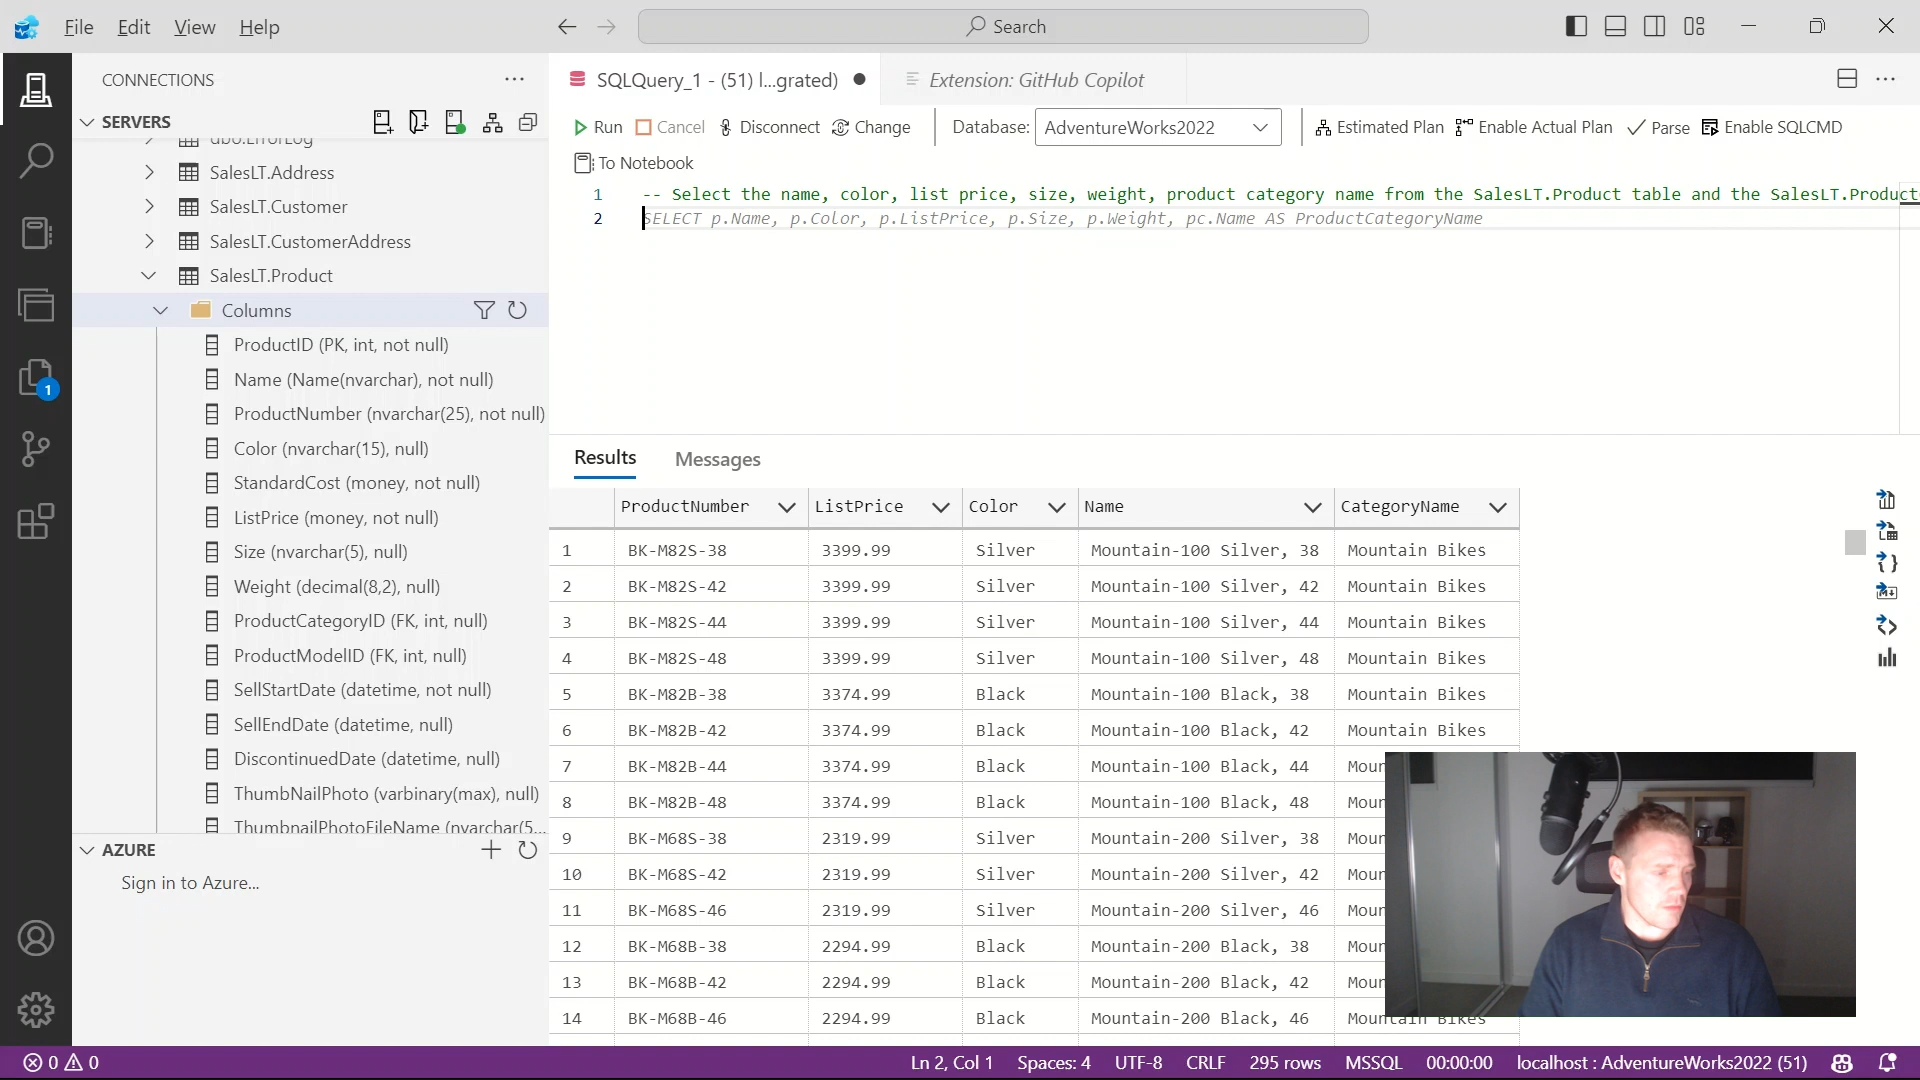 File Edit View Help
Search
CONNECTIONS
SERVERS
dbo.ErrorLog
SalesLT.Address
SalesLT.Customer
SalesLT.CustomerAddress
SalesLT.Product
Columns
ProductID (PK, int, not null)
Name (Name(nvarchar), not null)
ProductNumber (nvarchar(25), not null)
Color (nvarchar(15), null)
StandardCost (money, not null)
ListPrice (money, not null)
Size (nvarchar(5), null)
Weight (decimal(8,2), null)
ProductCategoryID (FK, int, null)
ProductModelID (FK, int, null)
SellStartDate (datetime, not null)
SellEndDate (datetime, null)
DiscontinuedDate (datetime, null)
ThumbNailPhoto (varbinary(max), null)
ThumbnailPhotoFileName (nvarchar(5...
AZURE
Sign in to Azure...
1
SQLQuery_1 - (51) l...grated)
Extension: GitHub Copilot
Run Cancel Disconnect Change Database: AdventureWorks2022 Estimated Plan Enable Actual Plan Parse Enable SQLCMD
To Notebook
1 -- Select the name, color, list price, size, weight, product category name from the SalesLT.Product table and the SalesLT.Product
2 SELECT p.Name, p.Color, p.ListPrice, p.Size, p.Weight, pc.Name AS ProductCategoryName
Results Messages
ProductNumber ListPrice Color Name CategoryName
1 BK-M82S-38 3399.99 Silver Mountain-100 Silver, 38 Mountain Bikes
2 BK-M82S-42 3399.99 Silver Mountain-100 Silver, 42 Mountain Bikes
3 BK-M82S-44 3399.99 Silver Mountain-100 Silver, 44 Mountain Bikes
4 BK-M82S-48 3399.99 Silver Mountain-100 Silver, 48 Mountain Bikes
5 BK-M82B-38 3374.99 Black Mountain-100 Black, 38 Mountain Bikes
6 BK-M82B-42 3374.99 Black Mountain-100 Black, 42 Mountain Bikes
7 BK-M82B-44 3374.99 Black Mountain-100 Black, 44 Moun
8 BK-M82B-48 3374.99 Black Mountain-100 Black, 48 Moun
9 BK-M68S-38 2319.99 Silver Mountain-200 Silver, 38 Moun
10 BK-M68S-42 2319.99 Silver Mountain-200 Silver, 42 Moun
11 BK-M68S-46 2319.99 Silver Mountain-200 Silver, 46 Moun
12 BK-M68B-38 2294.99 Black Mountain-200 Black, 38 Moun
13 BK-M68B-42 2294.99 Black Mountain-200 Black, 42 Moun
14 BK-M68B-46 2294.99 Black Mountain-200 Black, 46 Mountain Bikes
0 0 Ln 2, Col 1 Spaces: 4 UTF-8 CRLF 295 rows MSSQL 00:00:00 localhost : AdventureWorks2022 (51)